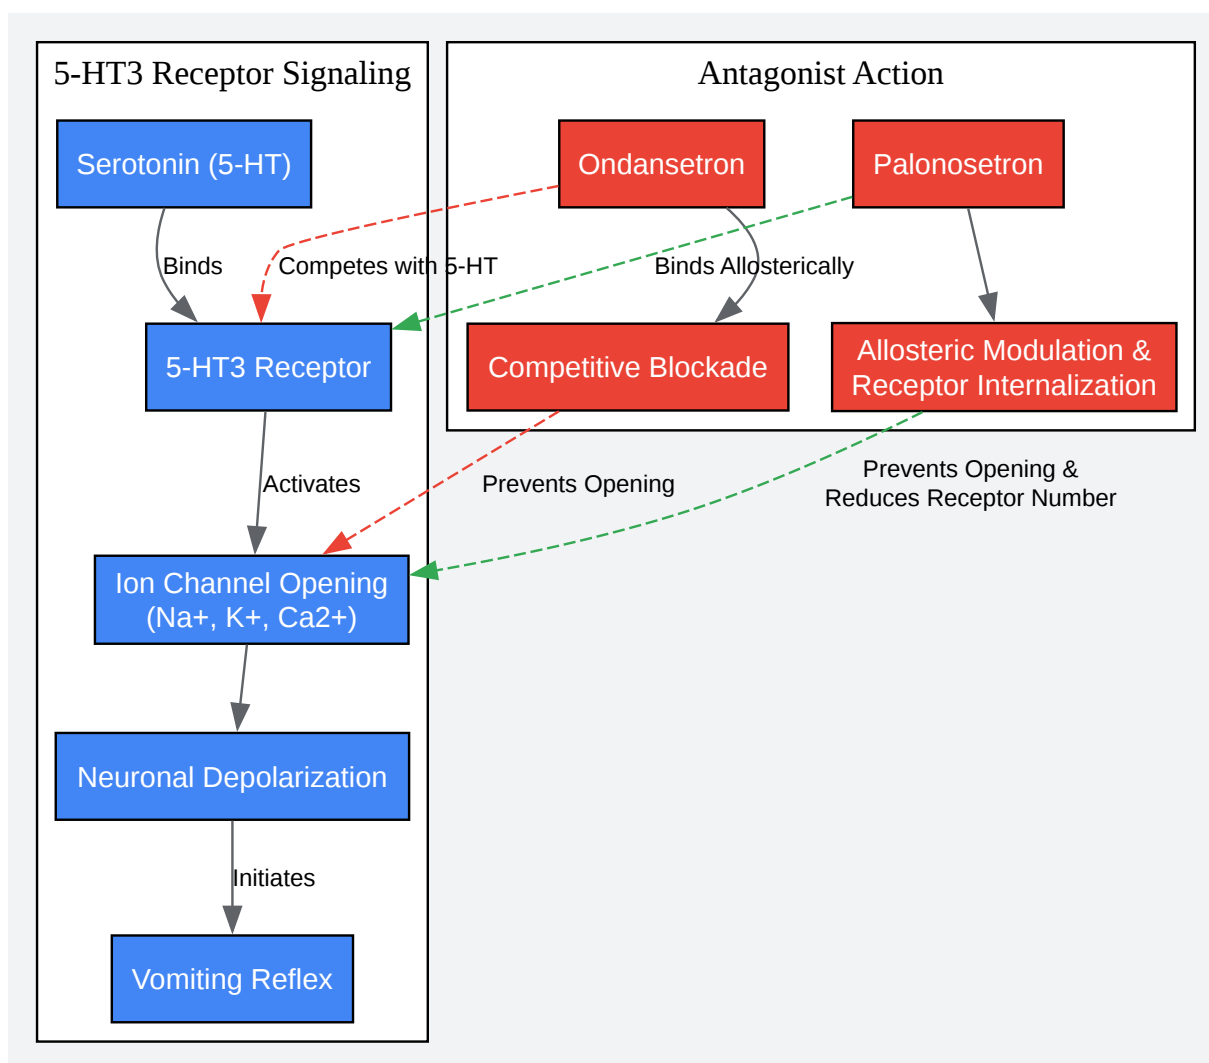 5-HT3 Receptor Signaling
Antagonist Action
Serotonin (5-HT)
Ondansetron
Palonosetron
Binds
Competes with 5-HT
Binds Allosterically
5-HT3 Receptor
Competitive Blockade
Allosteric Modulation &
Receptor Internalization
Activates
Prevents Opening
Prevents Opening &
Reduces Receptor Number
Ion Channel Opening
(Na+, K+, Ca2+)
Neuronal Depolarization
Initiates
Vomiting Reflex